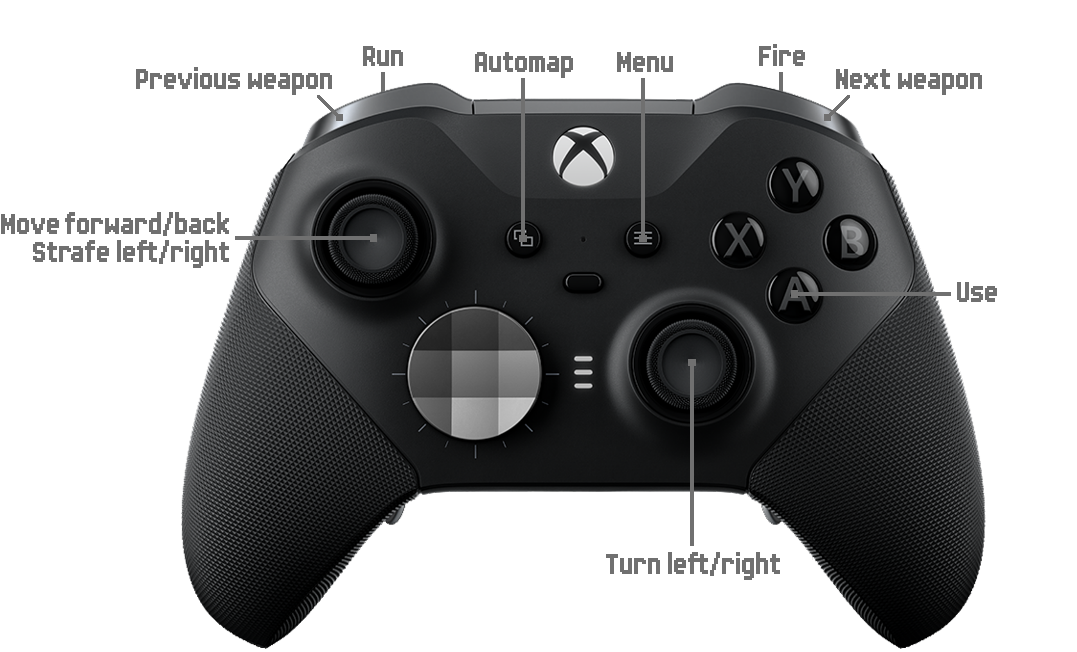 Run
Fire
Automap
Menu
Previous weapon
Next weapon
Y
Move forward/back
Strafe left/right
X
B
A
Use
Turn left/right